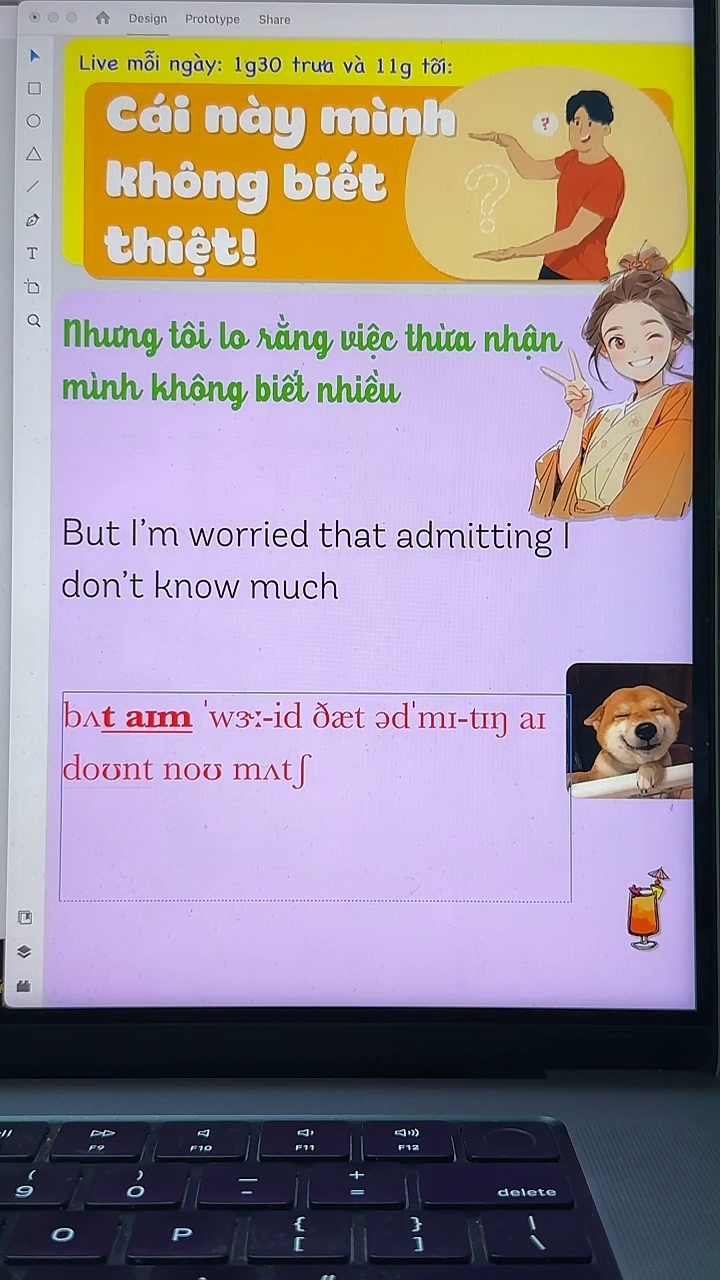 Design Prototype Share
Live mỗi ngày: 1g30 trưa và 11g tối:
Cái này mình
không biết
thiệt!
?
Nhưng tôi lo rằng việc thừa nhận
mình không biết nhiều
But I'm worried that admitting I
don't know much
bʌt aɪm ˈwɝː-id ðæt ədˈmɪ-tɪŋ aɪ
doʊnt noʊ mʌtʃ
F9 F10 F11 F12
( ) — +
9 0 - = delete
O P { [ } ] | \
"